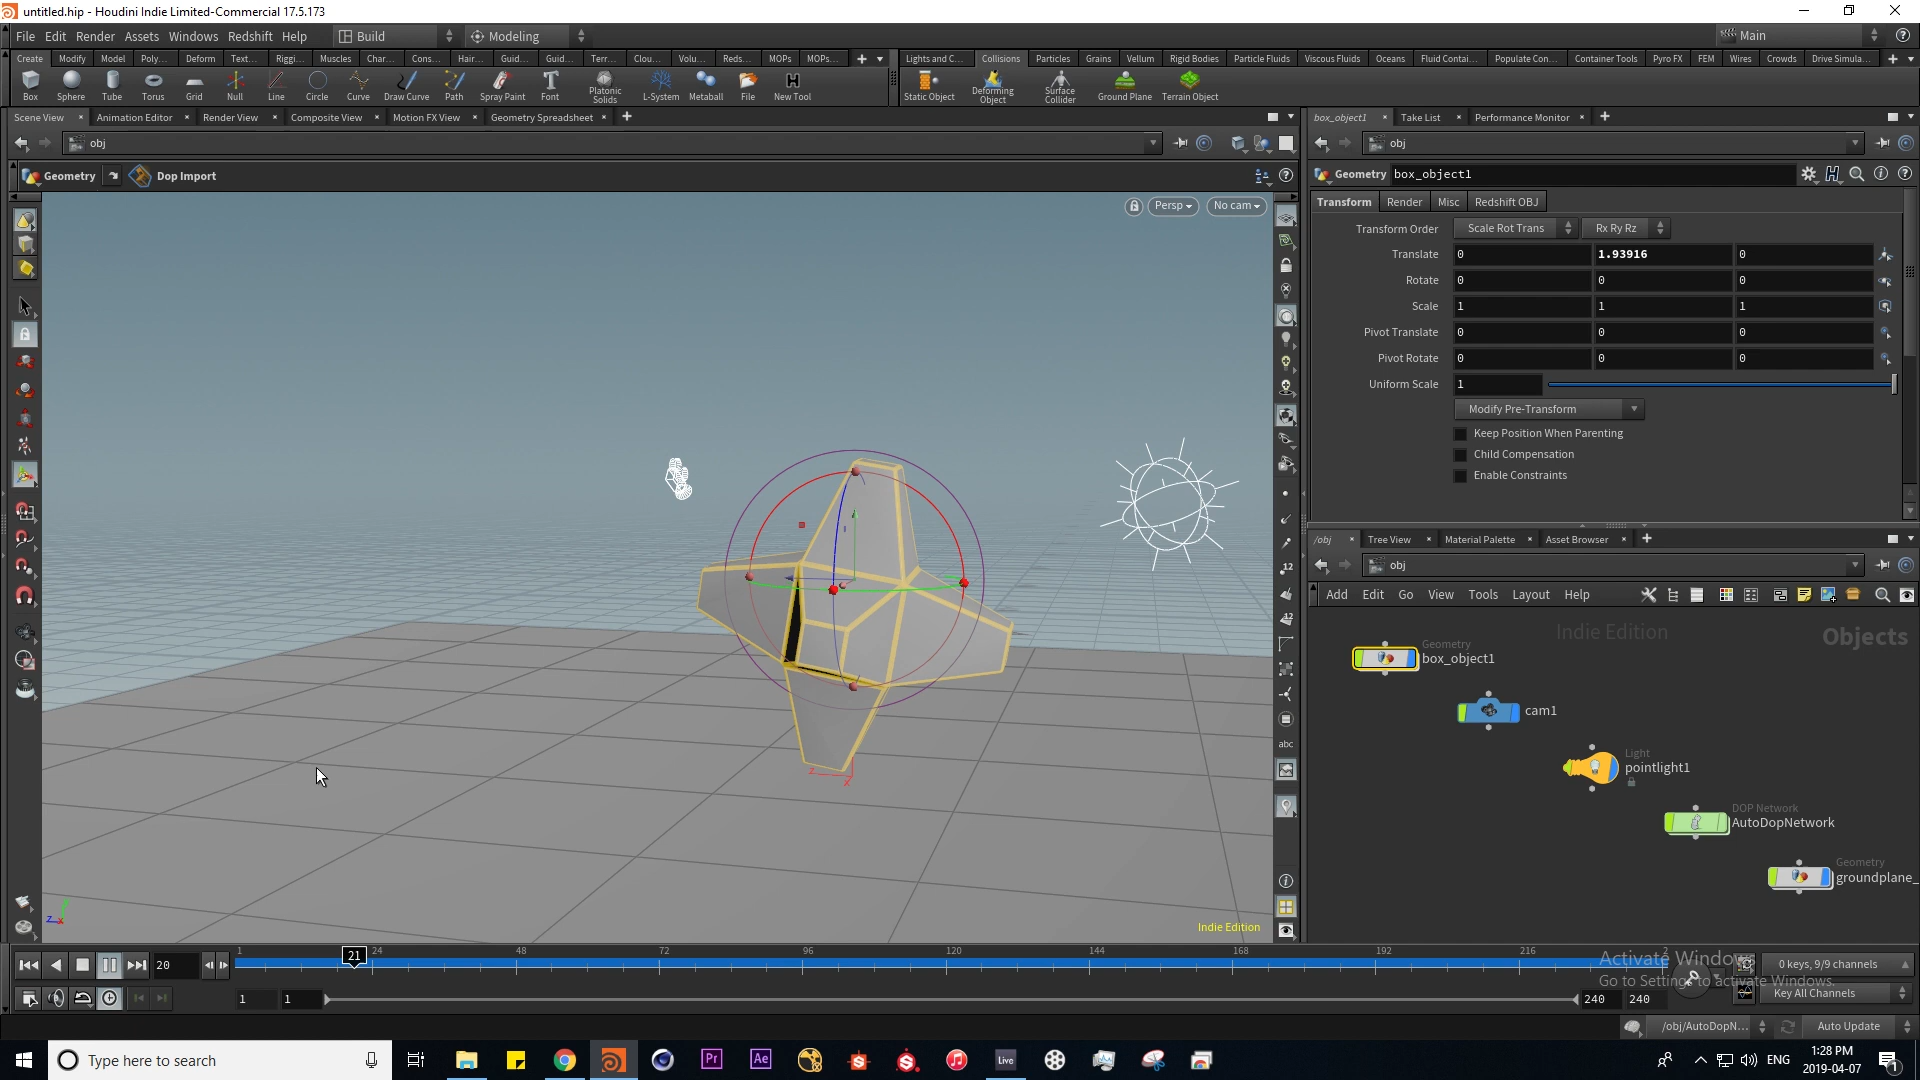 untitled.hip - Houdini Indie Limited-Commercial 17.5.173
File Edit Render Assets Windows Redshift Help Build Modeling Main
Create Modify Model Poly... Deform Text... Riggi... Muscles Char... Cons... Hair... Guid... Guid... Terr... Clou... Volu... Reds... MOPs MOPs...
Lights and C... Collisions Particles Grains Vellum Rigid Bodies Particle Fluids Viscous Fluids Oceans Fluid Contai... Populate Con... Container Tools Pyro FX FEM Wires Crowds Drive Simula...
Box Sphere Tube Torus Grid Null Line Circle Curve Draw Curve Path Spray Paint Font Platonic Solids L-System Metaball File New Tool
Static Object Deforming Object Surface Collider Ground Plane Terrain Object
Scene View Animation Editor Render View Composite View Motion FX View Geometry Spreadsheet
box_object1 Take List Performance Monitor
obj
obj
Geometry Dop Import
Geometry box_object1
Persp No cam
Transform Render Misc Redshift OBJ
Transform Order Scale Rot Trans Rx Ry Rz
Translate 0 1.93916 0
Rotate 0 0 0
Scale 1 1 1
Pivot Translate 0 0 0
Pivot Rotate 0 0 0
Uniform Scale 1
Modify Pre-Transform
Keep Position When Parenting
Child Compensation
Enable Constraints
/obj Tree View Material Palette Asset Browser
obj
Add Edit Go View Tools Layout Help
Indie Edition Objects
Geometry
box_object1
cam1
Light
pointlight1
DOP Network
AutoDopNetwork
Geometry
groundplane_
12
12
abc
z x
z x
Indie Edition
20 1 21 24 48 72 96 120 144 168 192 216 2
Activate Windows
Go to Settings to activate Windows.
0 keys, 9/9 channels
1 1 240 240 Key All Channels
/obj/AutoDopN... Auto Update
Type here to search
Pr Ae Live
ENG 1:28 PM
2019-04-07
1